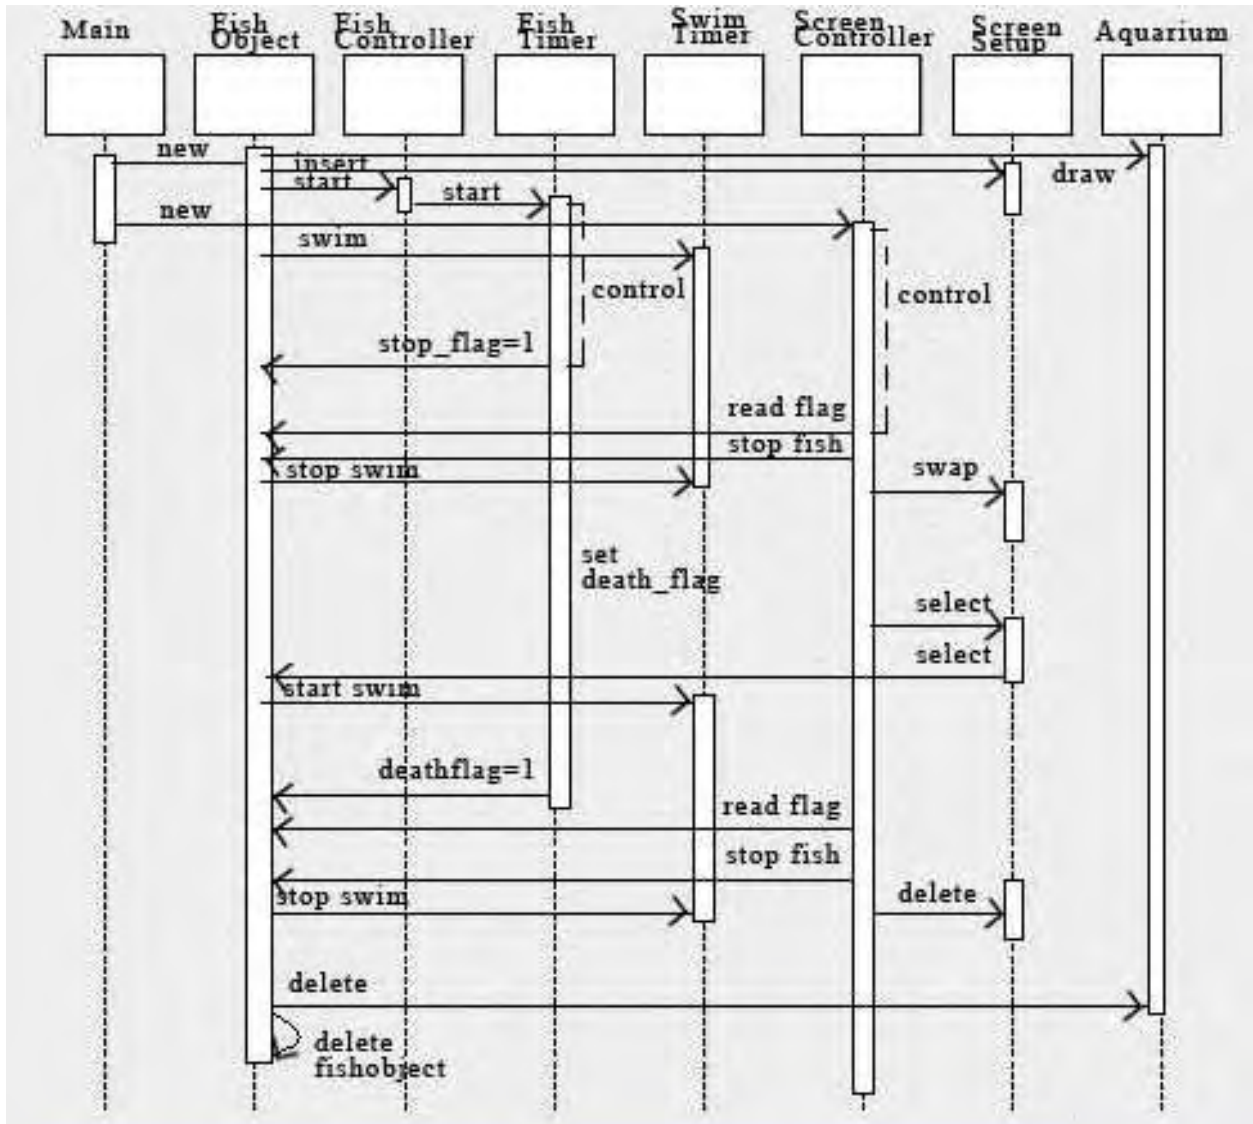 Main
Fish
Object
Fish
Controller
Fish
Timer
Swim
Timer
Screen
Controller
Screen
Setup
Aquarium
new
insert
draw
start
start
new
swim
control
control
stop_flag=1
read flag
stop fish
stop swim
swap
set
death_flag
select
select
start swim
deathflag=1
read flag
stop fish
stop swim
delete
delete
delete
fishobject